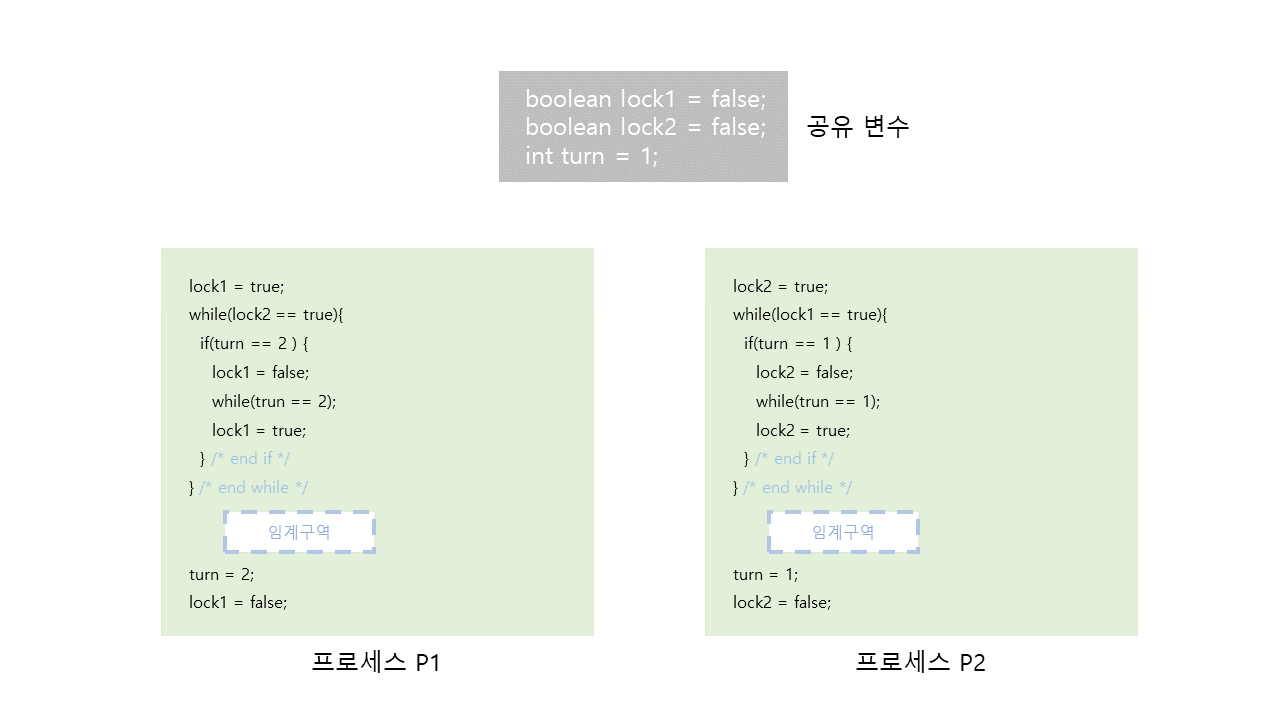 boolean lock1 = false;
boolean lock2 = false;
int turn = 1;
공유 변수
lock1 = true;
while(lock2 == true){
if(turn == 2 ) {
lock1 = false;
while(trun == 2);
lock1 = true;
} /* end if */
} /* end while */
임계구역
turn = 2;
lock1 = false;
프로세스 P1
lock2 = true;
while(lock1 == true){
if(turn == 1 ) {
lock2 = false;
while(trun == 1);
lock2 = true;
} /* end if */
} /* end while */
임계구역
turn = 1;
lock2 = false;
프로세스 P2